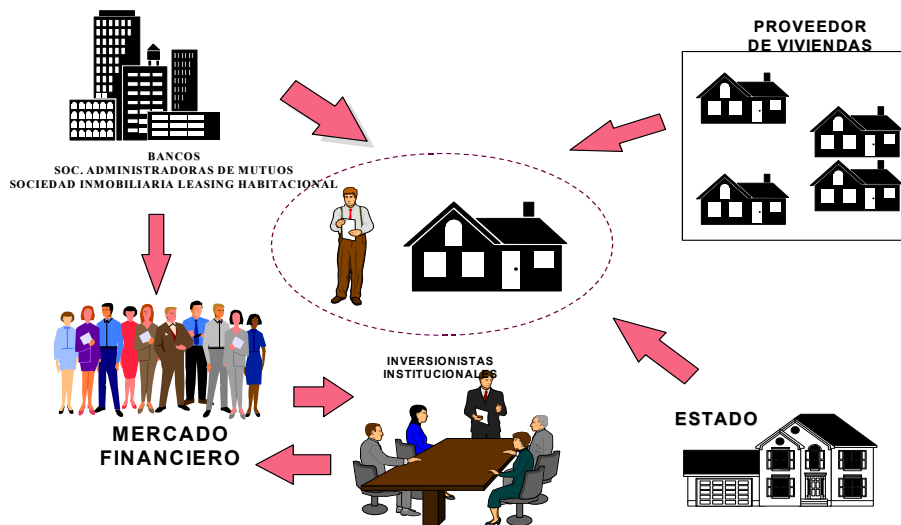 PROVEEDOR
DE VIVIENDAS
BANCOS
SOC. ADMINISTRADORAS DE MUTUOS
SOCIEDAD INMOBILIARIA LEASING HABITACIONAL
INVERSIONISTAS
INSTITUCIONALES
MERCADO
FINANCIERO
ESTADO